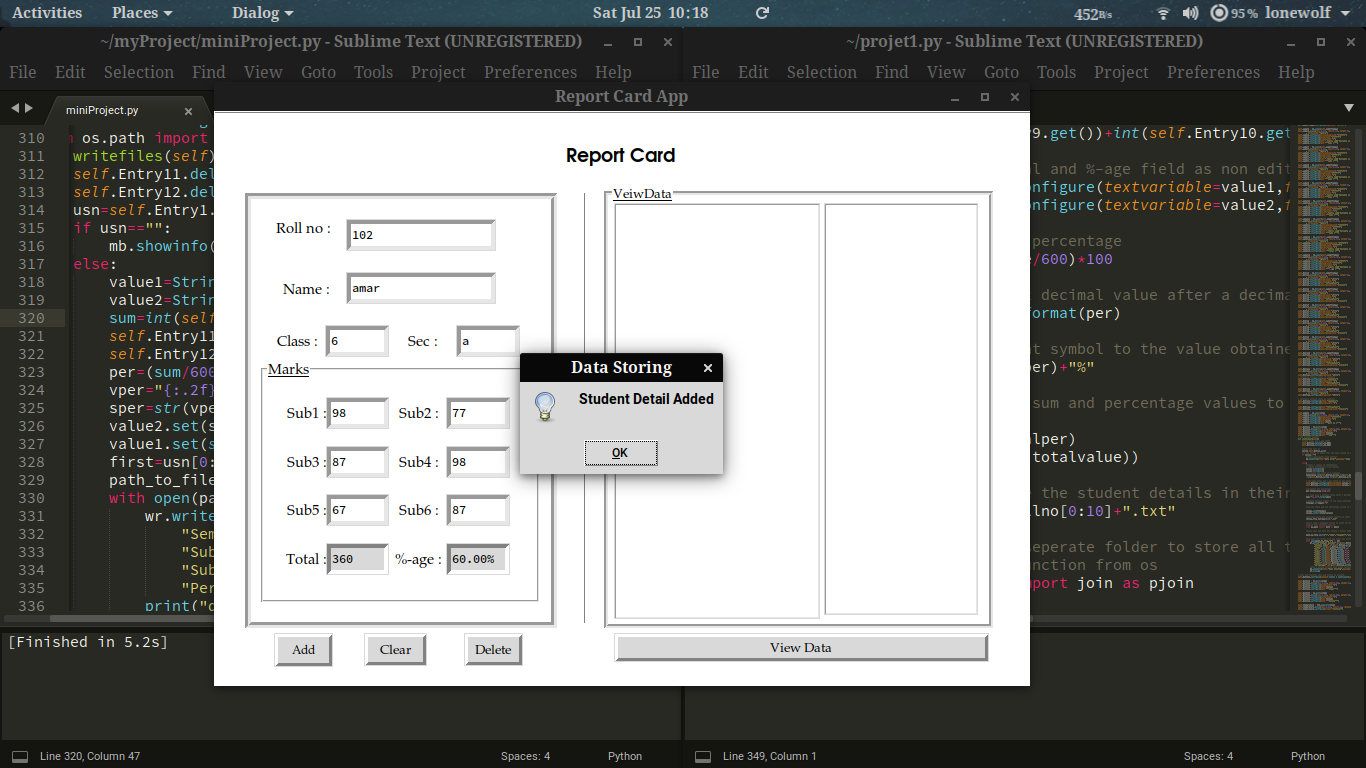 Activities Places Dialog Sat Jul 25 10:18 452B/s 95% lonewolf
~/myProject/miniProject.py - Sublime Text (UNREGISTERED)
~/projet1.py - Sublime Text (UNREGISTERED)
File Edit Selection Find View Goto Tools Project Preferences Help
File Edit Selection Find View Goto Tools Project Preferences Help
miniProject.py
310 os.path import
311 writefiles(self)
312 self.Entry11.del
313 self.Entry12.del
314 usn=self.Entry1.
315 if usn=="":
316 mb.showinfo(
317 else:
318 value1=Strin
319 value2=Strin
320 sum=int(self
321 self.Entry11
322 self.Entry12
323 per=(sum/600
324 vper="{:.2f}
325 sper=str(vpe
326 value2.set(s
327 value1.set(s
328 first=usn[0:
329 path_to_file
330 with open(pa
331 wr.write
332 "Sem
333 "Sub
334 "Sub
335 "Per
336 print("d
Report Card App
Report Card
Roll no : 102
Name : amar
Class : 6 Sec : a
Marks
Sub1 : 98 Sub2 : 77
Sub3 : 87 Sub4 : 98
Sub5 : 67 Sub6 : 87
Total : 360 %-age : 60.00%
Add Clear Delete
VeiwData
View Data
Data Storing
Student Detail Added
OK
y9.get())+int(self.Entry10.get
l and %-age field as non edit
onfigure(textvariable=value1,
onfigure(textvariable=value2,
percentage
/600)*100
decimal value after a decima
format(per)
t symbol to the value obtaine
per)+"%"
sum and percentage values to
lper)
totalvalue))
e the student details in their
lno[0:10]+".txt"
seperate folder to store all t
nction from os
port join as pjoin
[Finished in 5.2s]
Line 320, Column 47 Spaces: 4 Python
Line 349, Column 1 Spaces: 4 Python